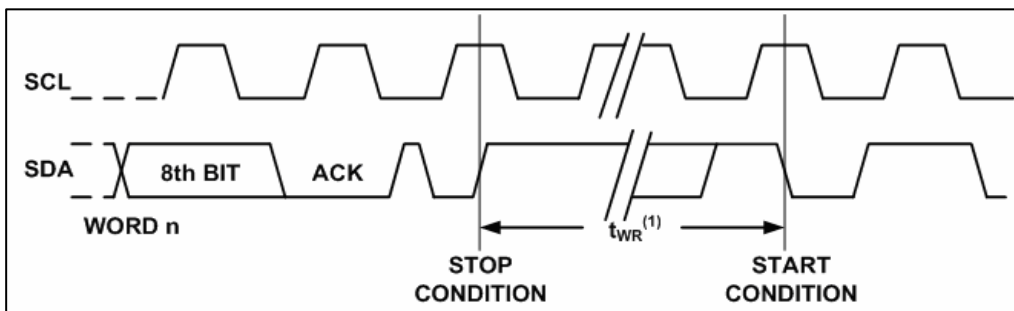 SCL
SDA
8th BIT
ACK
WORD n
tWR(1)
STOP
CONDITION
START
CONDITION